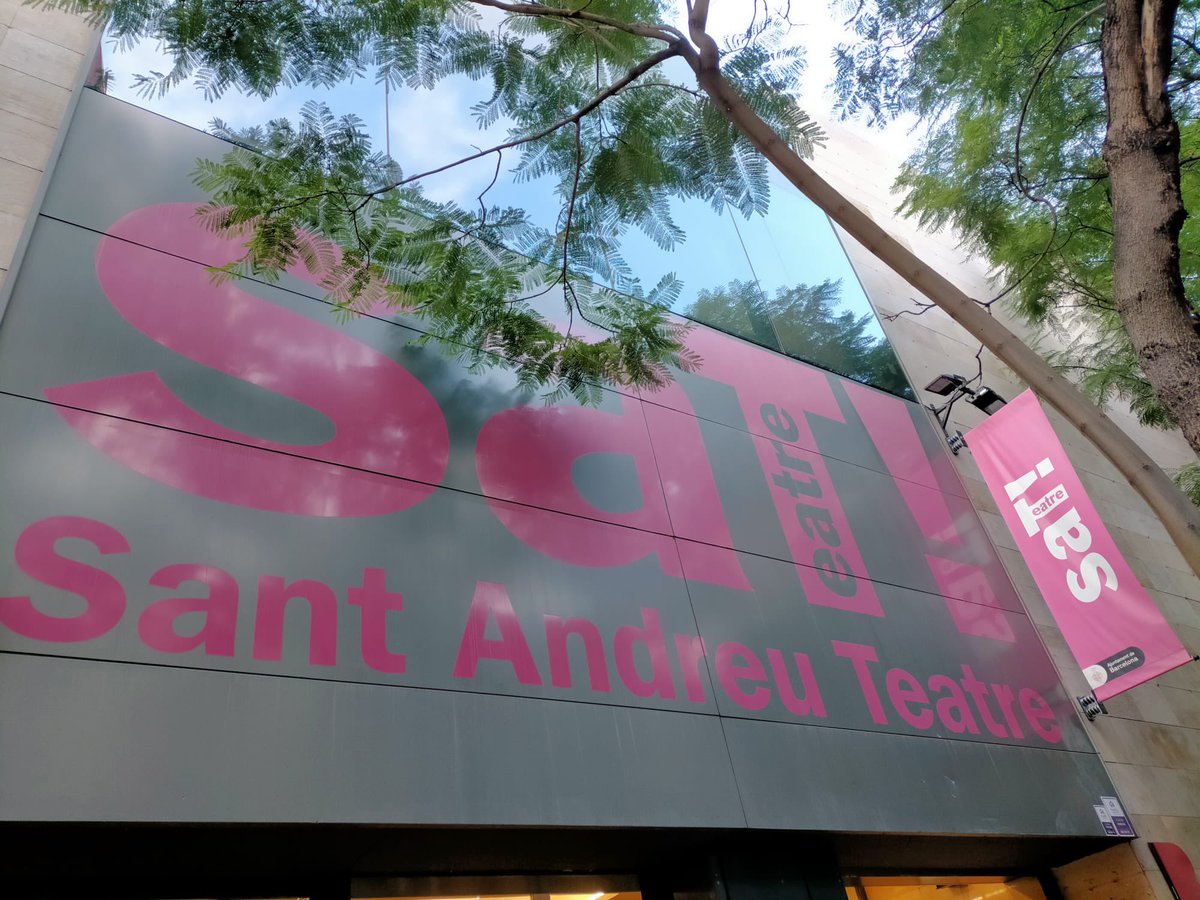 saT!
eatre
Sant Andreu Teatre
saT!
eatre
Ajuntament de
Barcelona